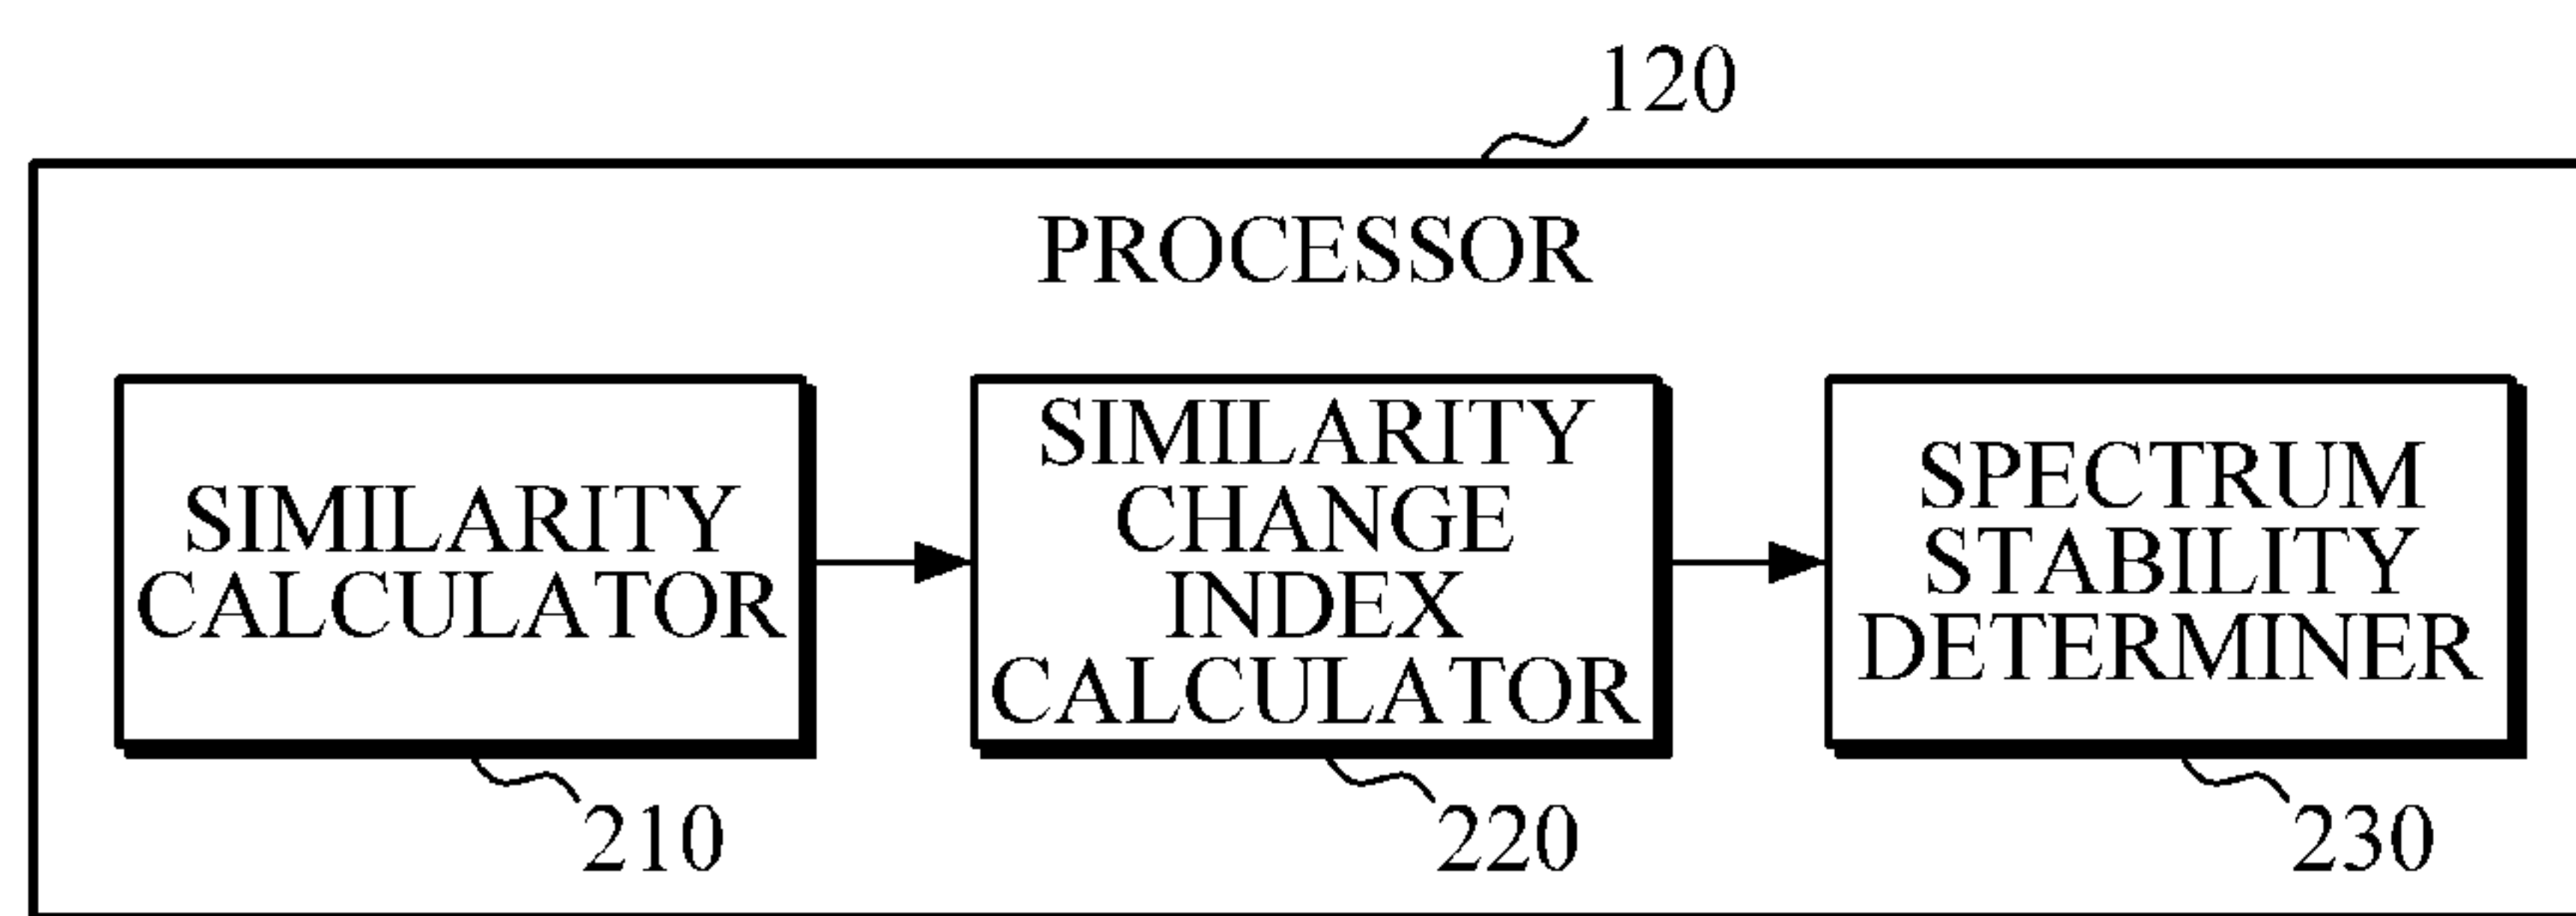 120
PROCESSOR
SIMILARITY
CALCULATOR
SIMILARITY
CHANGE
INDEX
CALCULATOR
SPECTRUM
STABILITY
DETERMINER
210
220
230